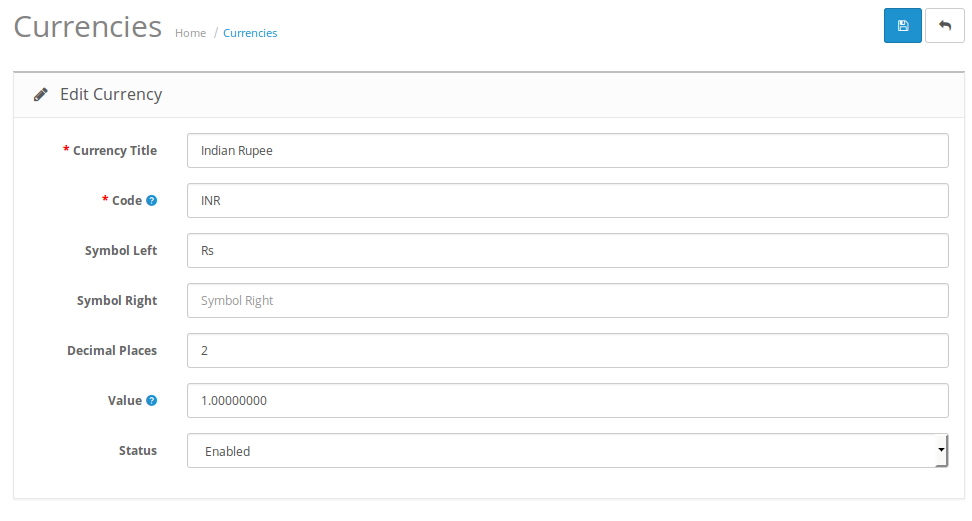 Currencies Home / Currencies
Edit Currency
* Currency Title Indian Rupee
* Code ? INR
Symbol Left Rs
Symbol Right Symbol Right
Decimal Places 2
Value ? 1.00000000
Status Enabled